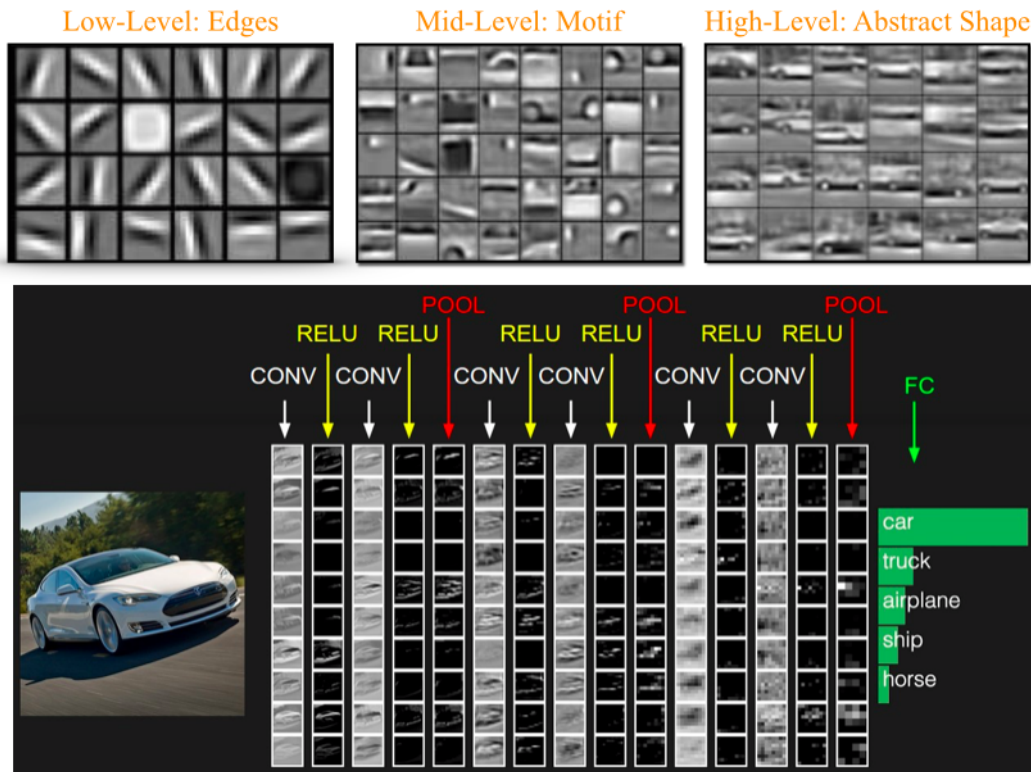 Low-Level: Edges
Mid-Level: Motif
High-Level: Abstract Shape
POOL POOL POOL
RELU RELU RELU RELU RELU RELU
CONV CONV CONV CONV CONV CONV
FC
car
truck
airplane
ship
horse